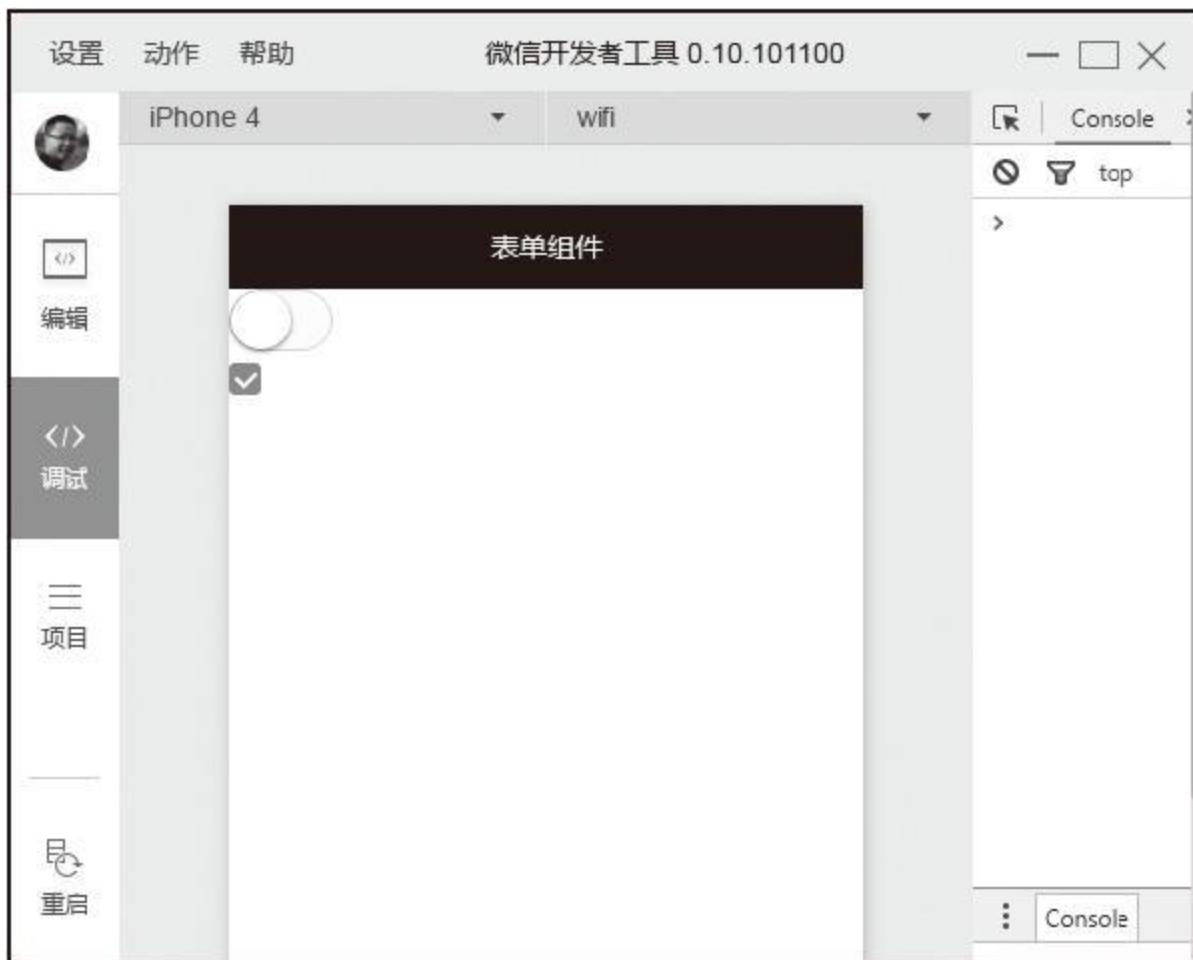 设置 动作 帮助 微信开发者工具 0.10.101100
iPhone 4 wifi Console
top
表单组件
编辑
调试
项目
重启
Console